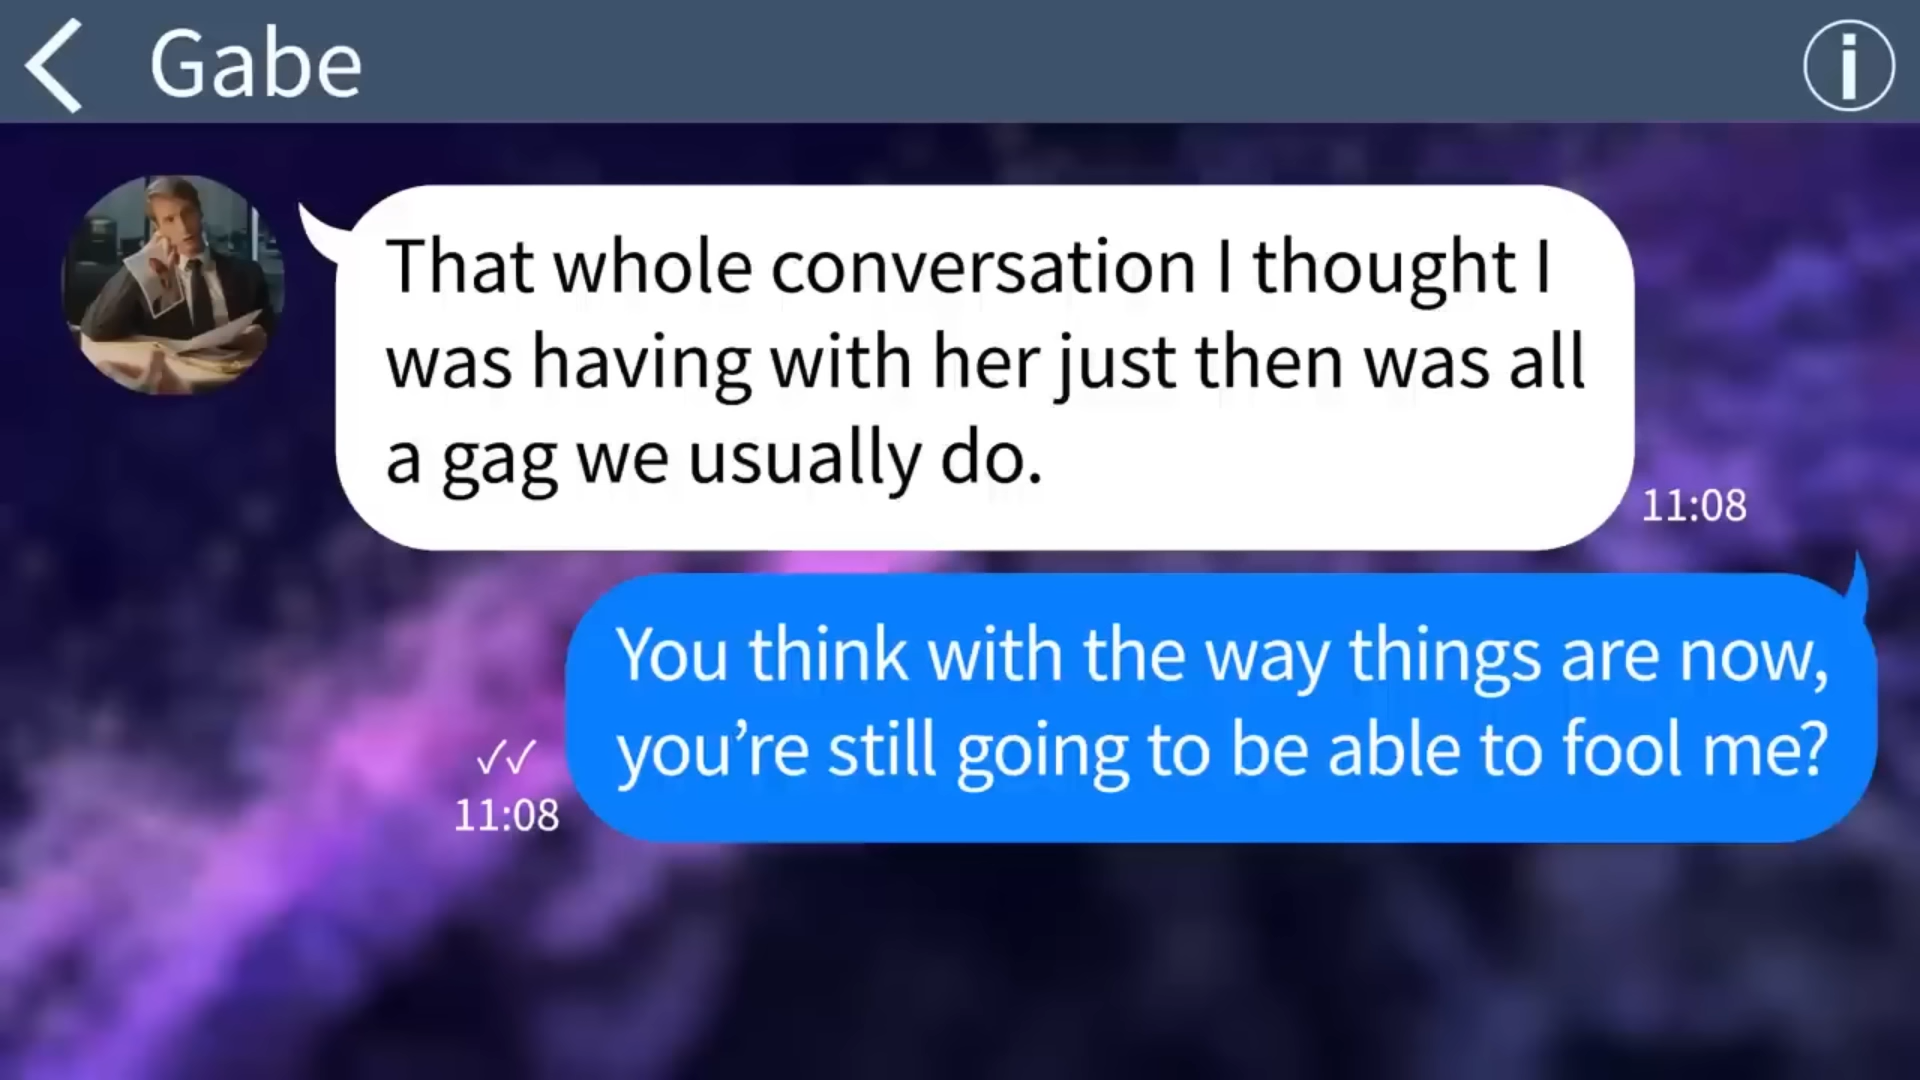 Gabe
That whole conversation I thought I
was having with her just then was all
a gag we usually do.
11:08
You think with the way things are now,
you’re still going to be able to fool me?
11:08